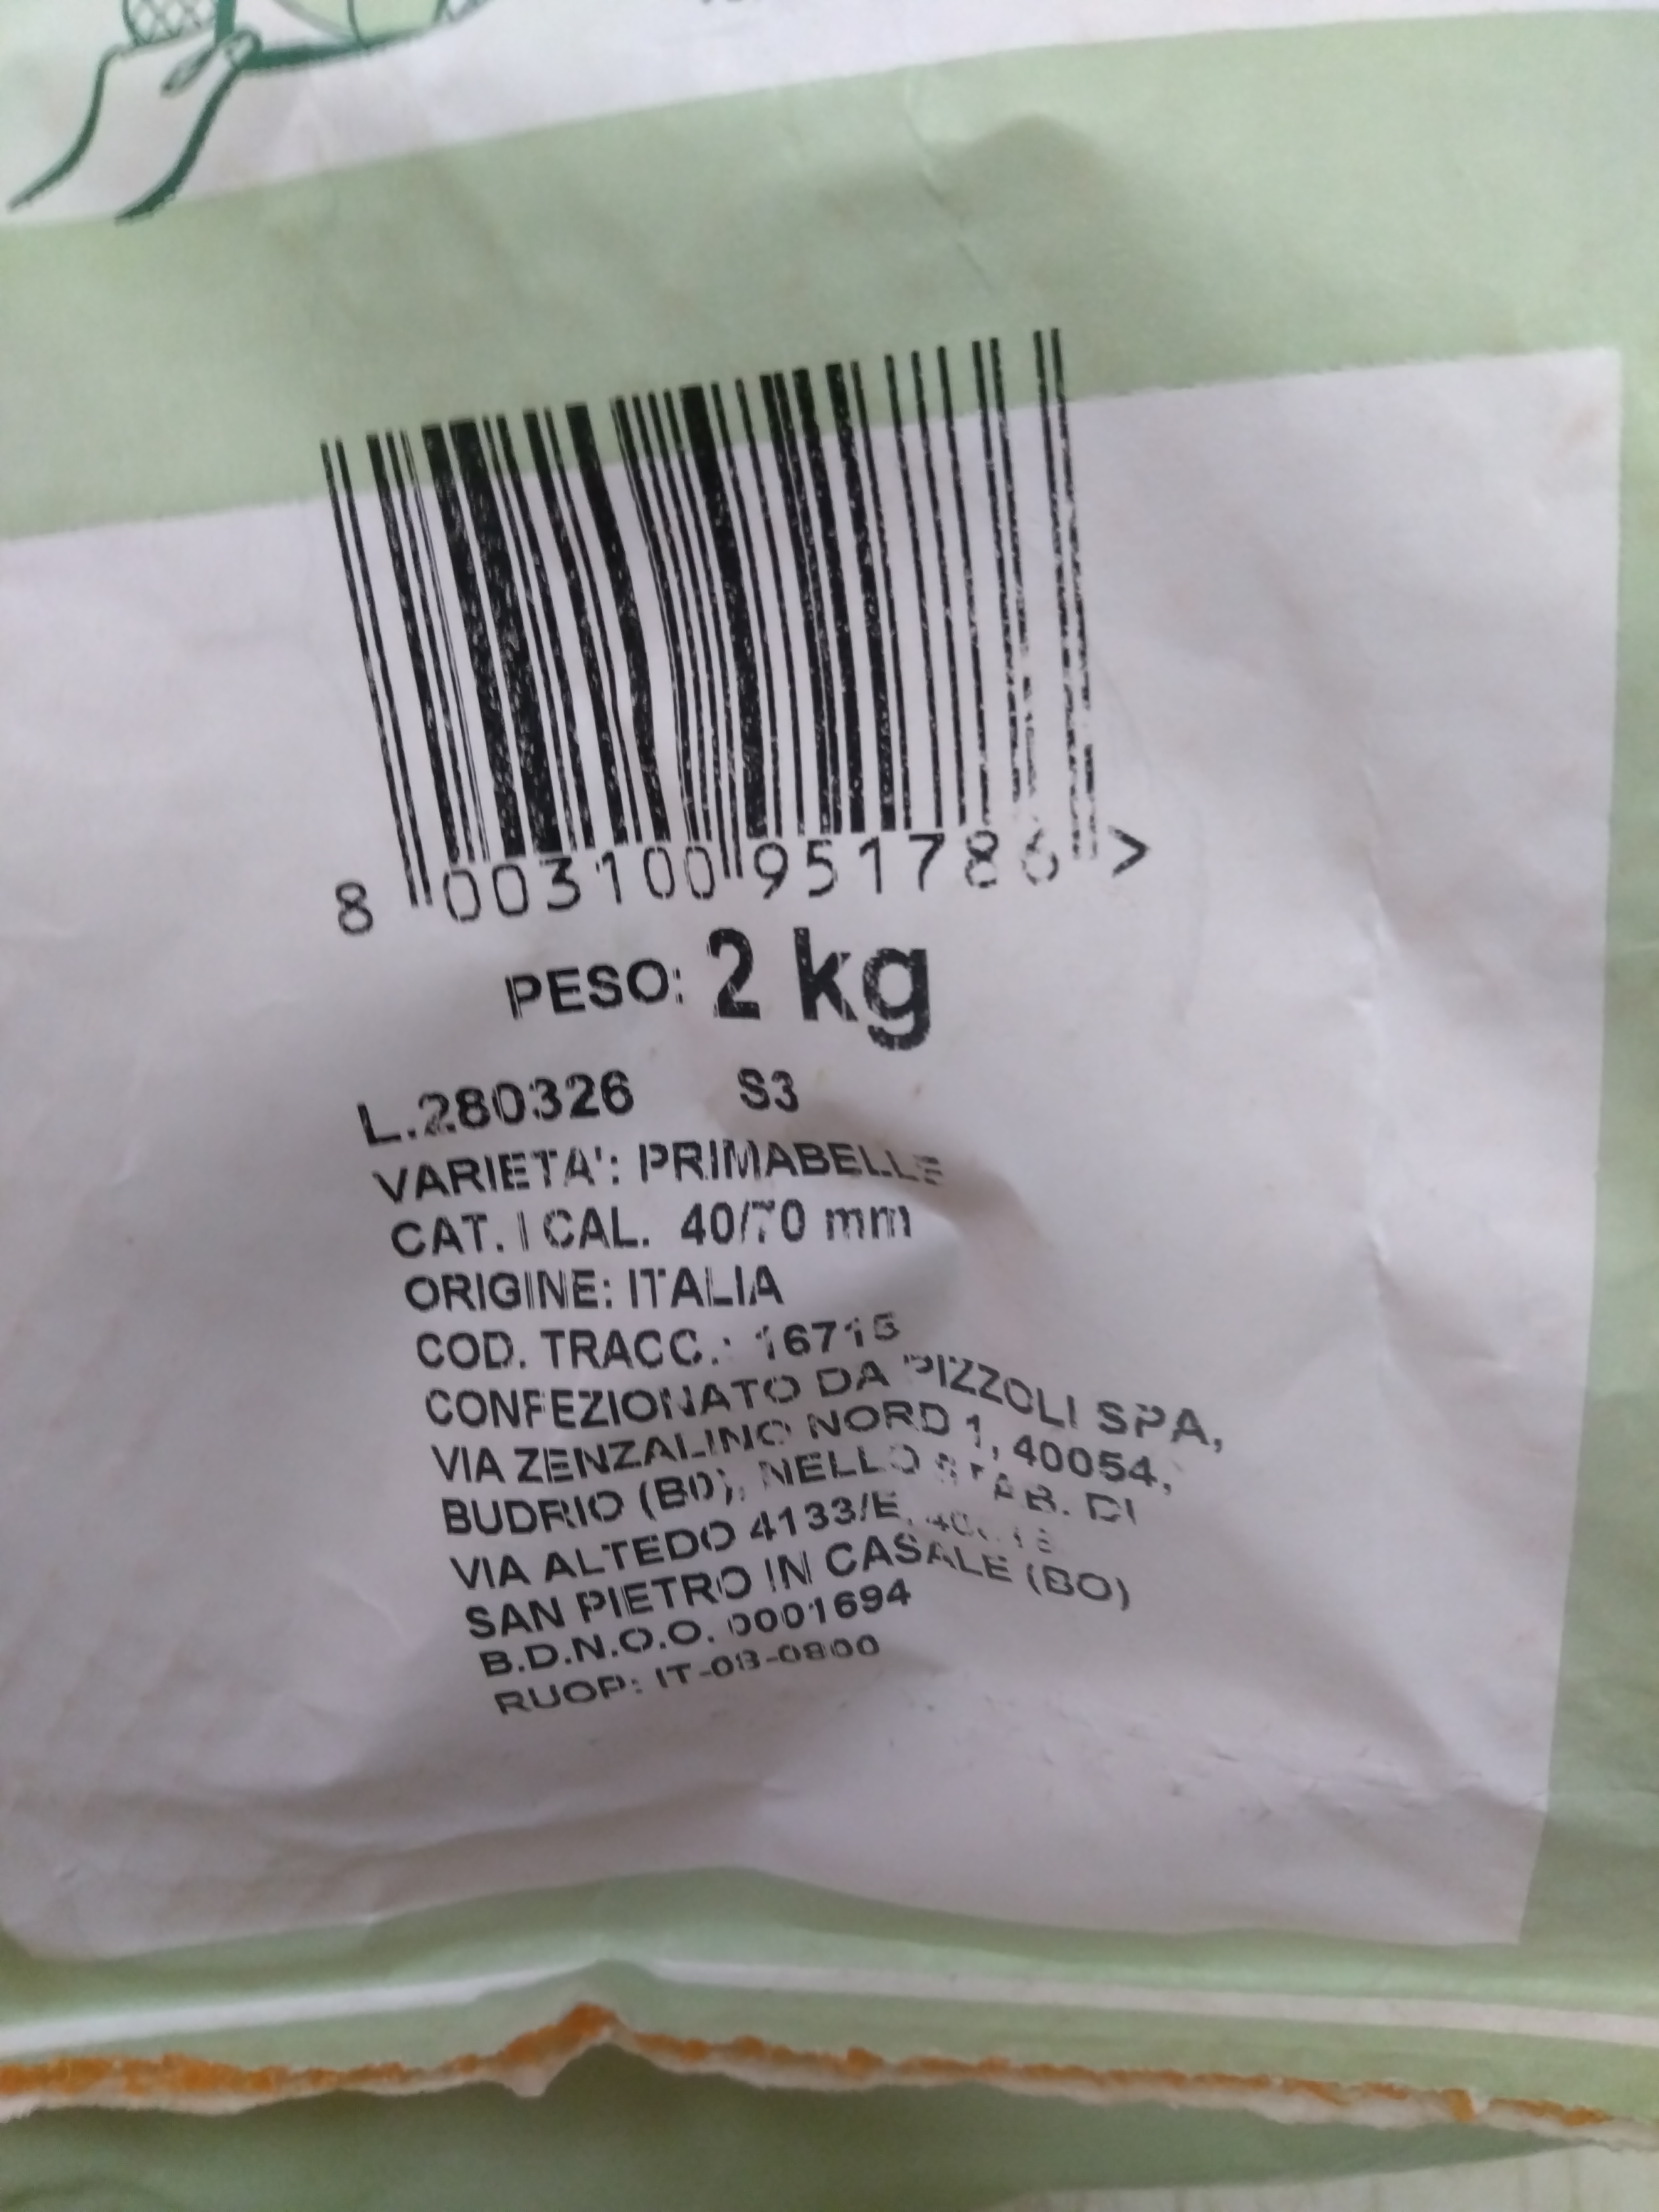 8 003100 951786 >
PESO: 2 kg
L.280326 S3
VARIETA': PRIMABELLE
CAT. I CAL. 40/70 mm
ORIGINE: ITALIA
COD. TRACC.:
CONFEZIONATO DA PIZZOLI SPA,
VIA ZENZALINO NORD 1, 40054,
BUDRIO (BO), NELLO STAB. DI
VIA ALTEDO 4133/E,
SAN PIETRO IN CASALE (BO)
B.D.N.O.O. 0001694
RUOP: IT-08-0800